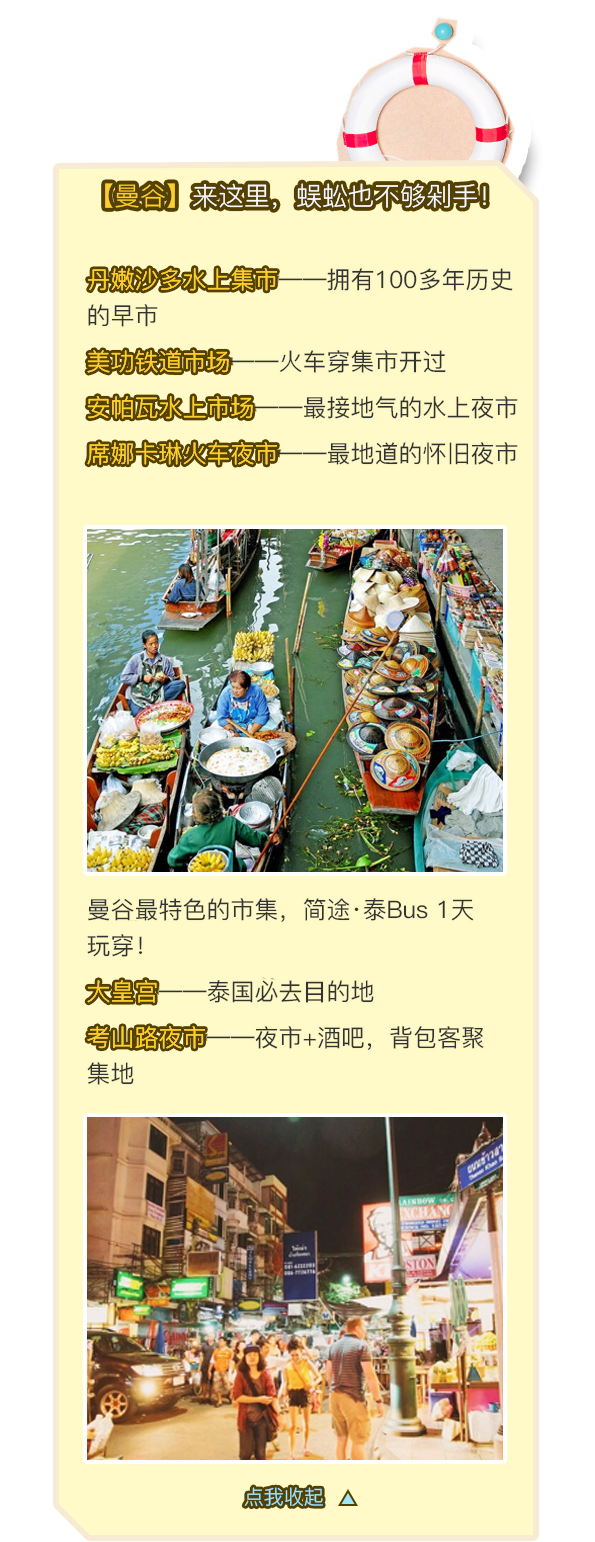 【曼谷】来这里，蜈蚣也不够剁手！
丹嫩沙多水上集市——拥有100多年历史
的早市
美功铁道市场——火车穿集市开过
安帕瓦水上市场——最接地气的水上夜市
席娜卡琳火车夜市——最地道的怀旧夜市
曼谷最特色的市集，简途·泰Bus 1天
玩穿！
大皇宫——泰国必去目的地
考山路夜市——夜市+酒吧，背包客聚
集地
点我收起